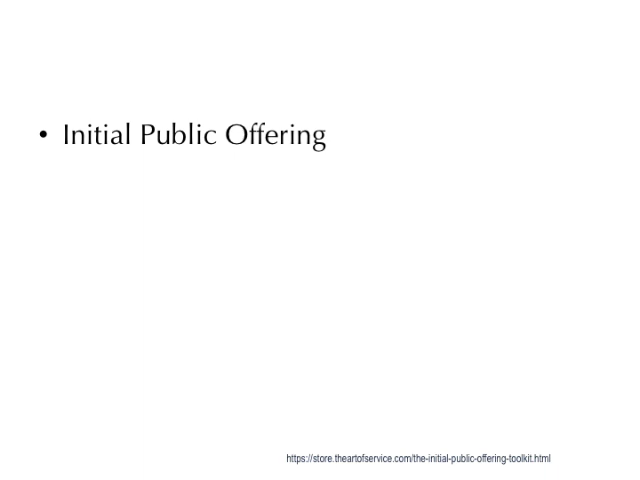 • Initial Public Offering
https://store.theartofservice.com/the-initial-public-offering-toolkit.html